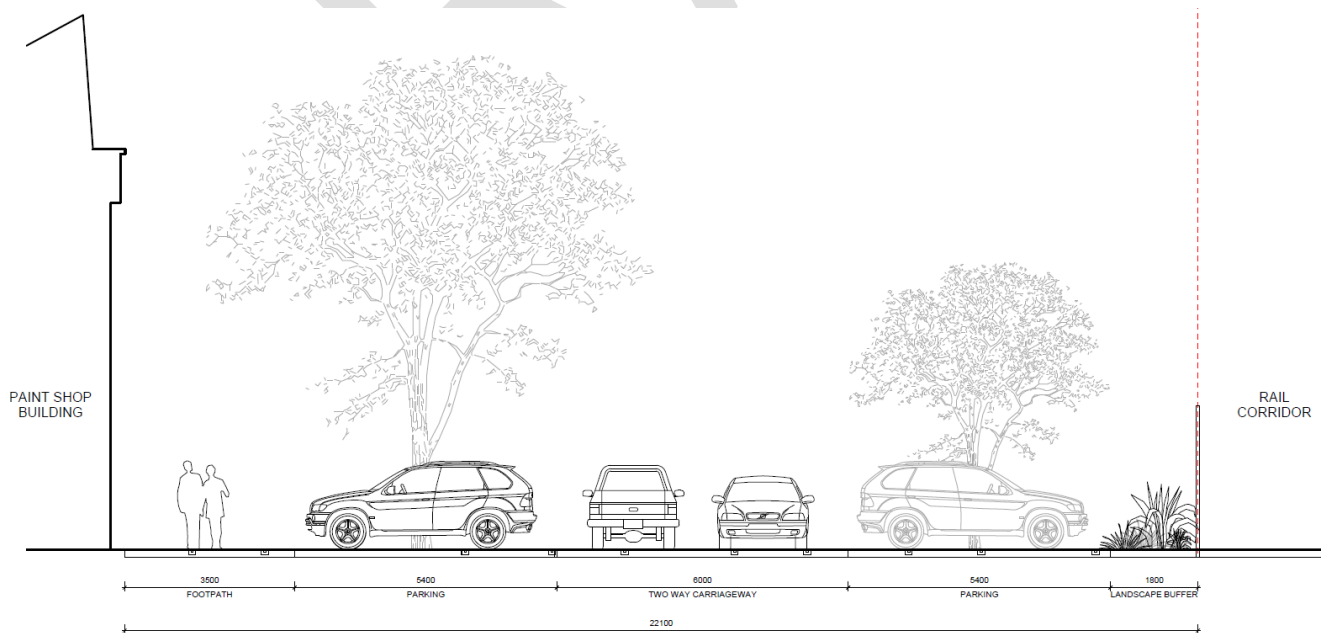 PAINT SHOP
BUILDING
RAIL
CORRIDOR
3500
5400
6000
5400
1800
FOOTPATH
PARKING
TWO WAY CARRIAGEWAY
PARKING
LANDSCAPE BUFFER
22100